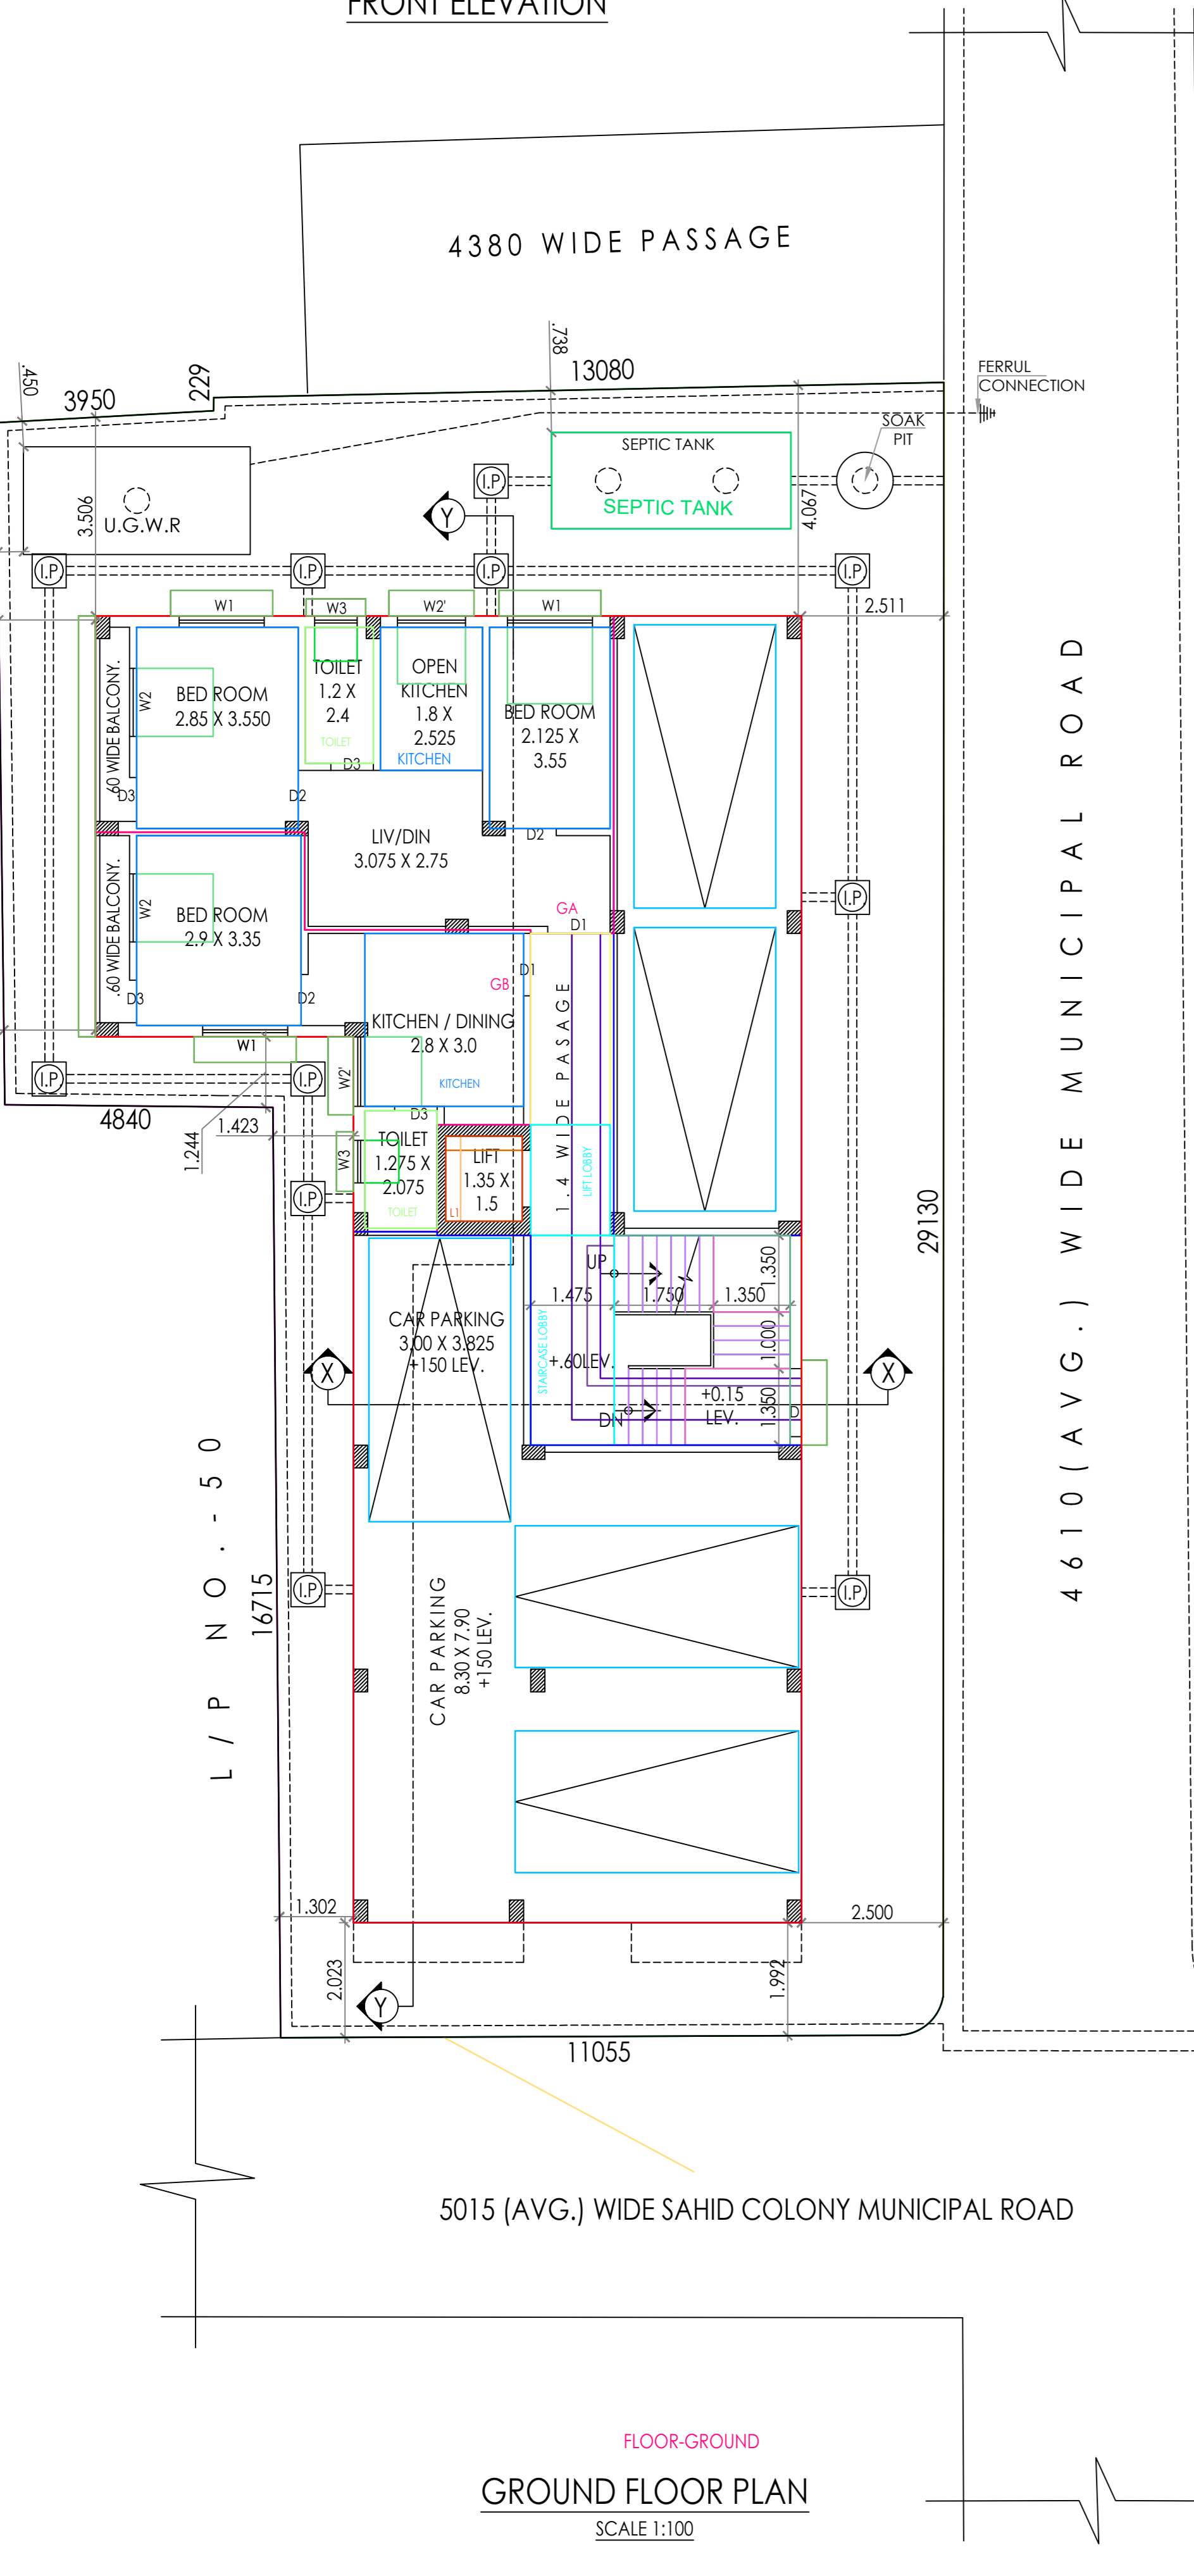 FRONT ELEVATION
4380 WIDE PASSAGE
.738
13080
229
3950
.450
FERRUL
CONNECTION
SOAK
PIT
SEPTIC TANK
SEPTIC TANK
4.067
3.506
U.G.W.R
I.P.
Y
I.P.
I.P.
I.P.
I.P.
2.511
W1
W3
W2'
W1
.60 WIDE BALCONY.
W2
BED ROOM
2.85 X 3.550
TOILET
1.2 X
2.4
TOILET
D3
OPEN
KITCHEN
1.8 X
2.525
KITCHEN
BED ROOM
2.125 X
3.55
D3
D2
D2
LIV/DIN
3.075 X 2.75
.60 WIDE BALCONY.
W2
BED ROOM
2.9 X 3.35
D3
D2
GA
D1
D1
GB
I.P.
KITCHEN / DINING
2.8 X 3.0
KITCHEN
1.4 WIDE PASSAGE
W1
W2'
I.P.
I.P.
4840
1.244
1.423
D3
W3
TOILET
1.275 X
2.075
TOILET
LIFT
1.35 X
1.5
L1
LIFT LOBBY
I.P.
29130
4610(AVG.) WIDE MUNICIPAL ROAD
UP
1.475
1.750
1.350
1.350
CAR PARKING
3.00 X 3.825
+150 LEV.
STAIRCASE LOBBY
+.60LEV.
1.000
X
X
+0.15
LEV.
1.350
D
DN
L/P NO.-50
16715
I.P.
I.P.
CAR PARKING
8.30 X 7.90
+150 LEV.
1.302
2.500
2.023
1.992
Y
11055
5015 (AVG.) WIDE SAHID COLONY MUNICIPAL ROAD
FLOOR-GROUND
GROUND FLOOR PLAN
SCALE 1:100